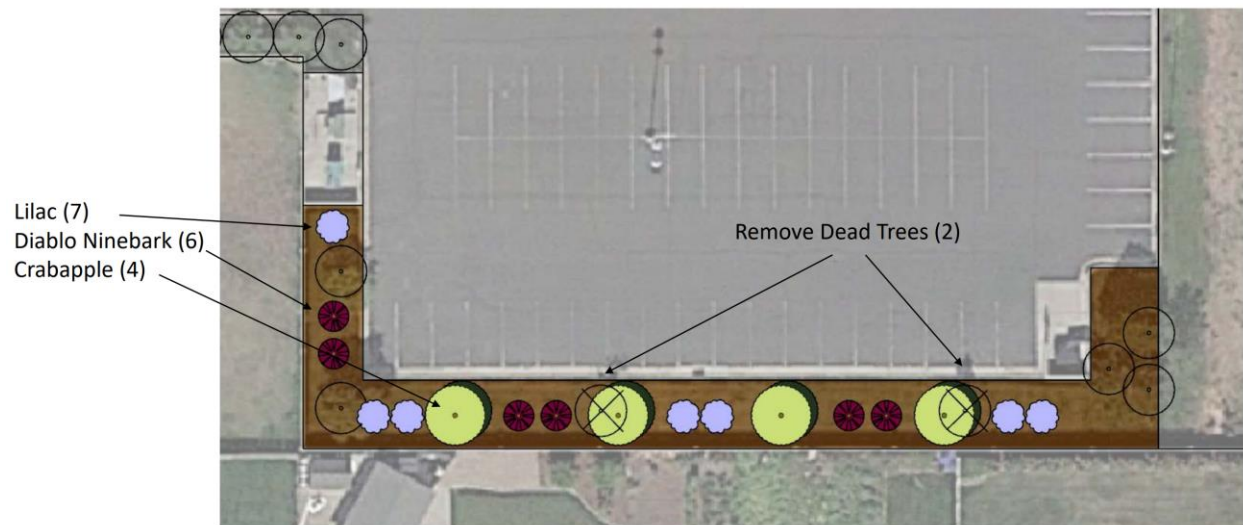 Lilac (7)
Diablo Ninebark (6)
Crabapple (4)
Remove Dead Trees (2)